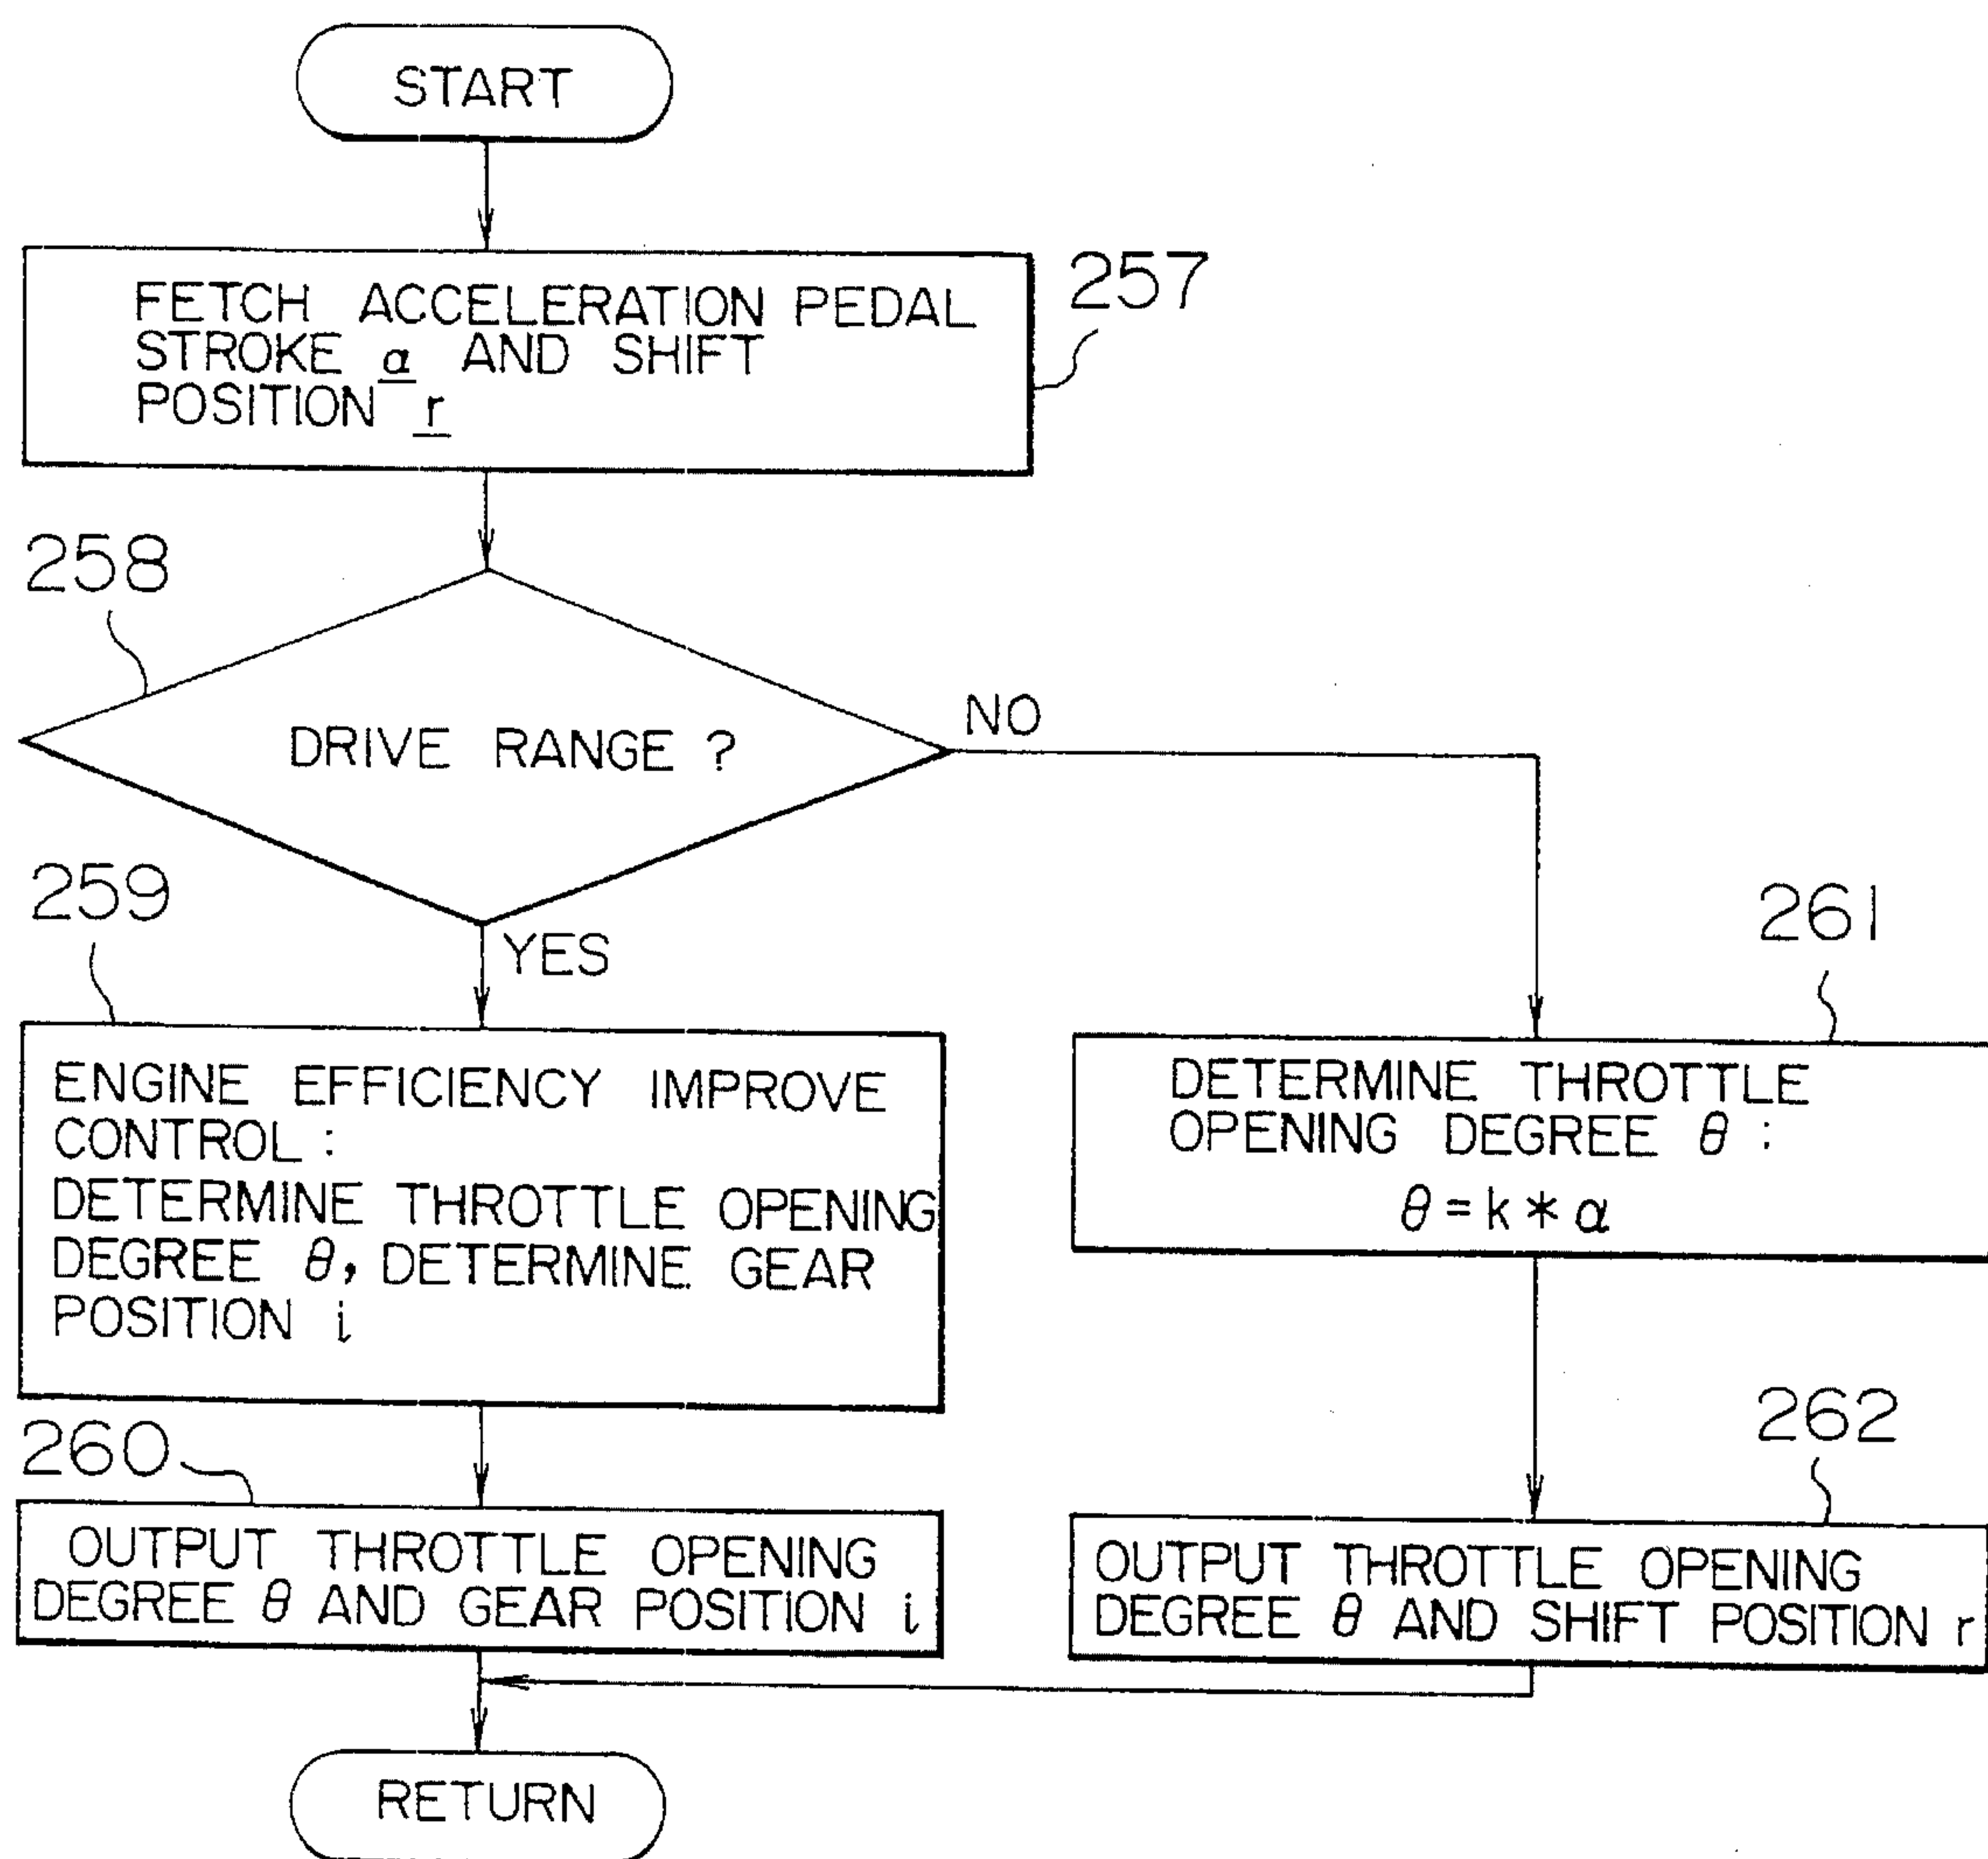 START
FETCH ACCELERATION PEDAL
STROKE α AND SHIFT
POSITION r
257
258
DRIVE RANGE ?
NO
YES
259
ENGINE EFFICIENCY IMPROVE
CONTROL :
DETERMINE THROTTLE OPENING
DEGREE θ, DETERMINE GEAR
POSITION i
261
DETERMINE THROTTLE
OPENING DEGREE θ :
θ = k * α
260
OUTPUT THROTTLE OPENING
DEGREE θ AND GEAR POSITION i
262
OUTPUT THROTTLE OPENING
DEGREE θ AND SHIFT POSITION r
RETURN